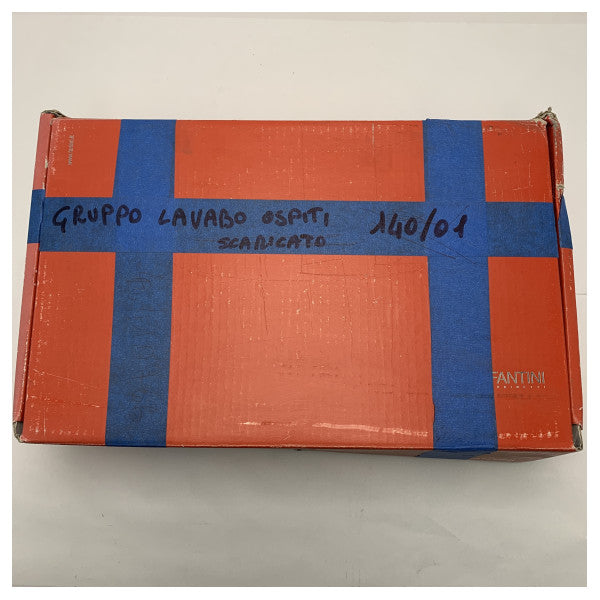 GRUPPO LAVABO OSPITI 140/01
SCARICATO
FANTINI